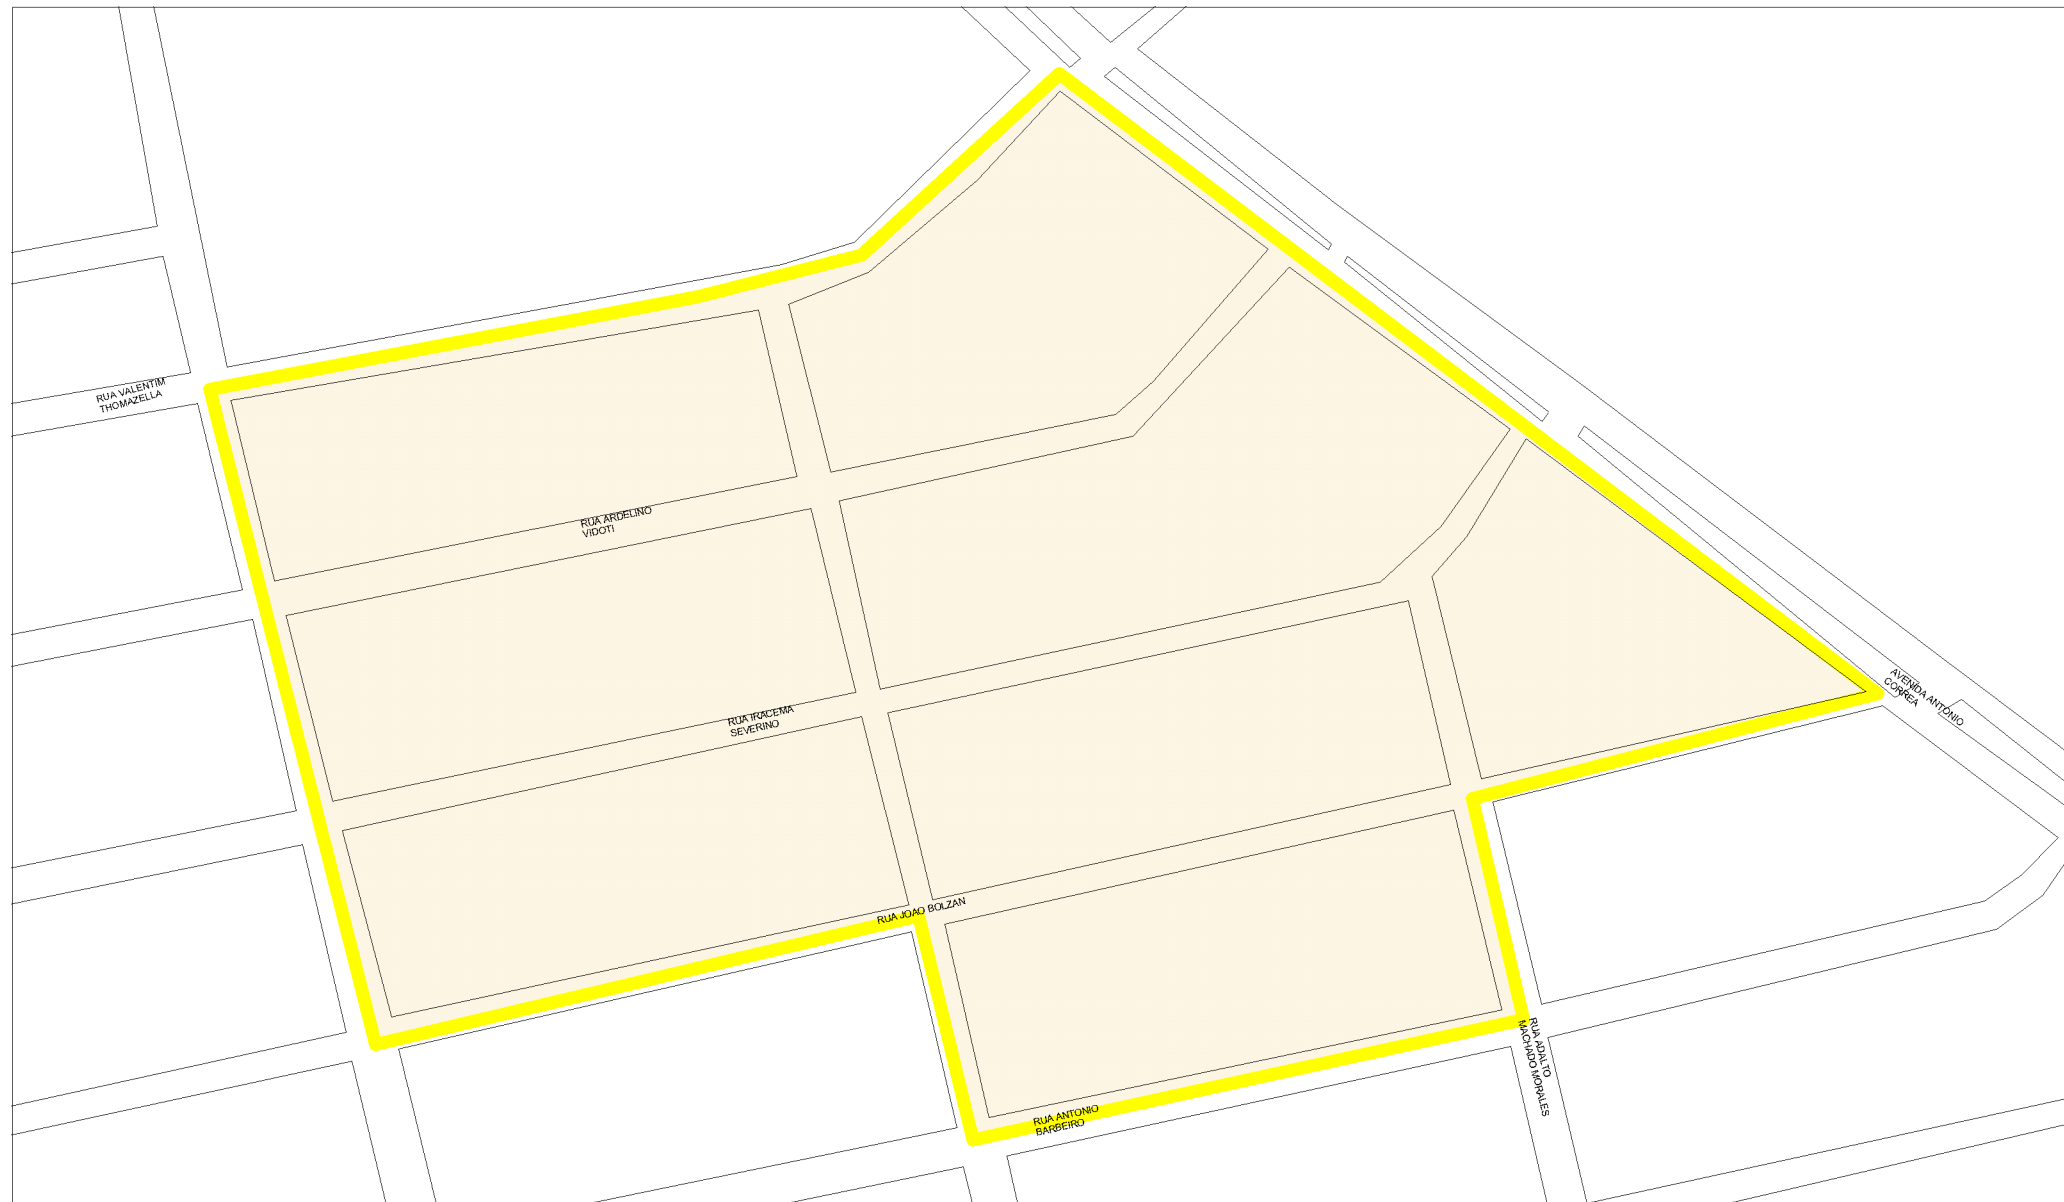 RUA VALENTIM
THOMAZELLA
RUA ARDELINO
VIDOTI
RUA IRACEMA
SEVERINO
AVENIDA ANTONIO
CORREA
RUA JOAO BOLZAN
RUA ADALTO
MACHADO MORALES
RUA ANTONIO
BARBEIRO